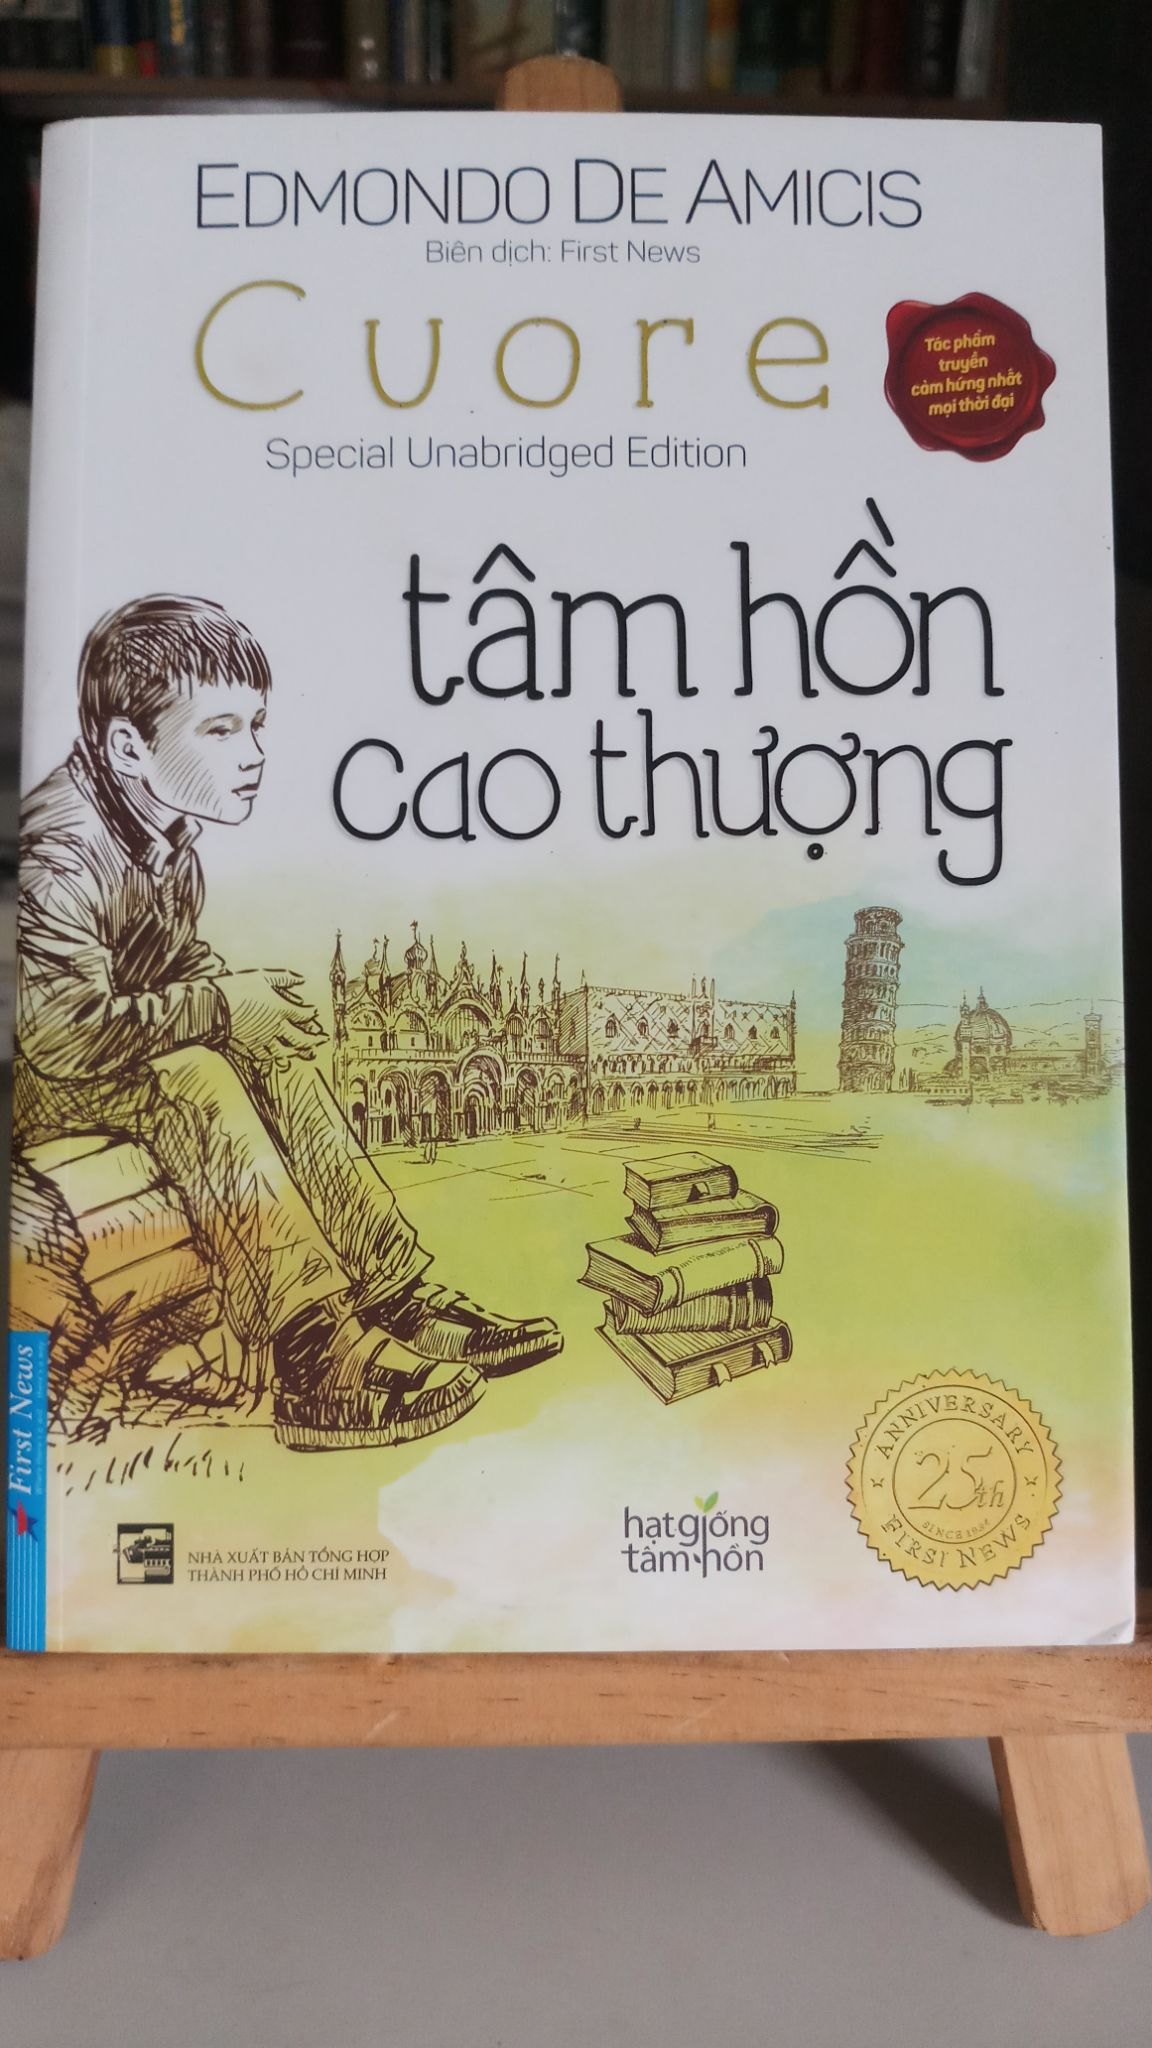 EDMONDO DE AMICIS
Biên dịch: First News
Cuore
Tác phẩm
truyền
cảm hứng nhất
mọi thời đại
Special Unabridged Edition
tâm hồn
cao thượng
First News
NHÀ XUẤT BẢN TỔNG HỢP
THÀNH PHỐ HỒ CHÍ MINH
hạt giống
tâm hồn
ANNIVERSARY
25th
SINCE 1994
FIRST NEWS